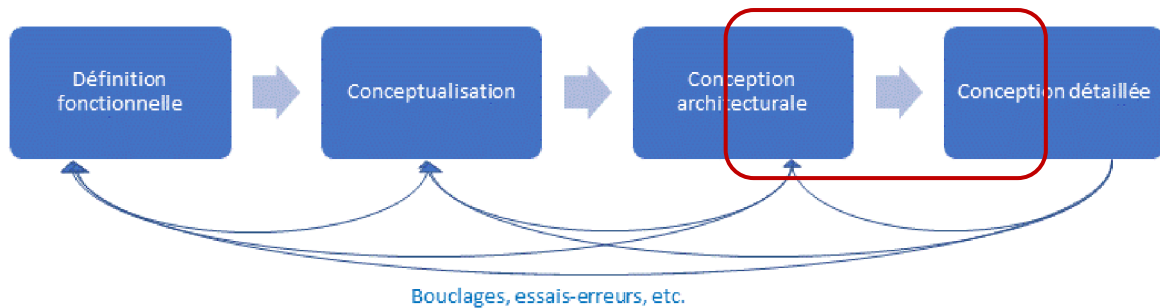 Définition
fonctionnelle
Conceptualisation
Conception
architecturale
Conception détaillée
Bouclages, essais-erreurs, etc.